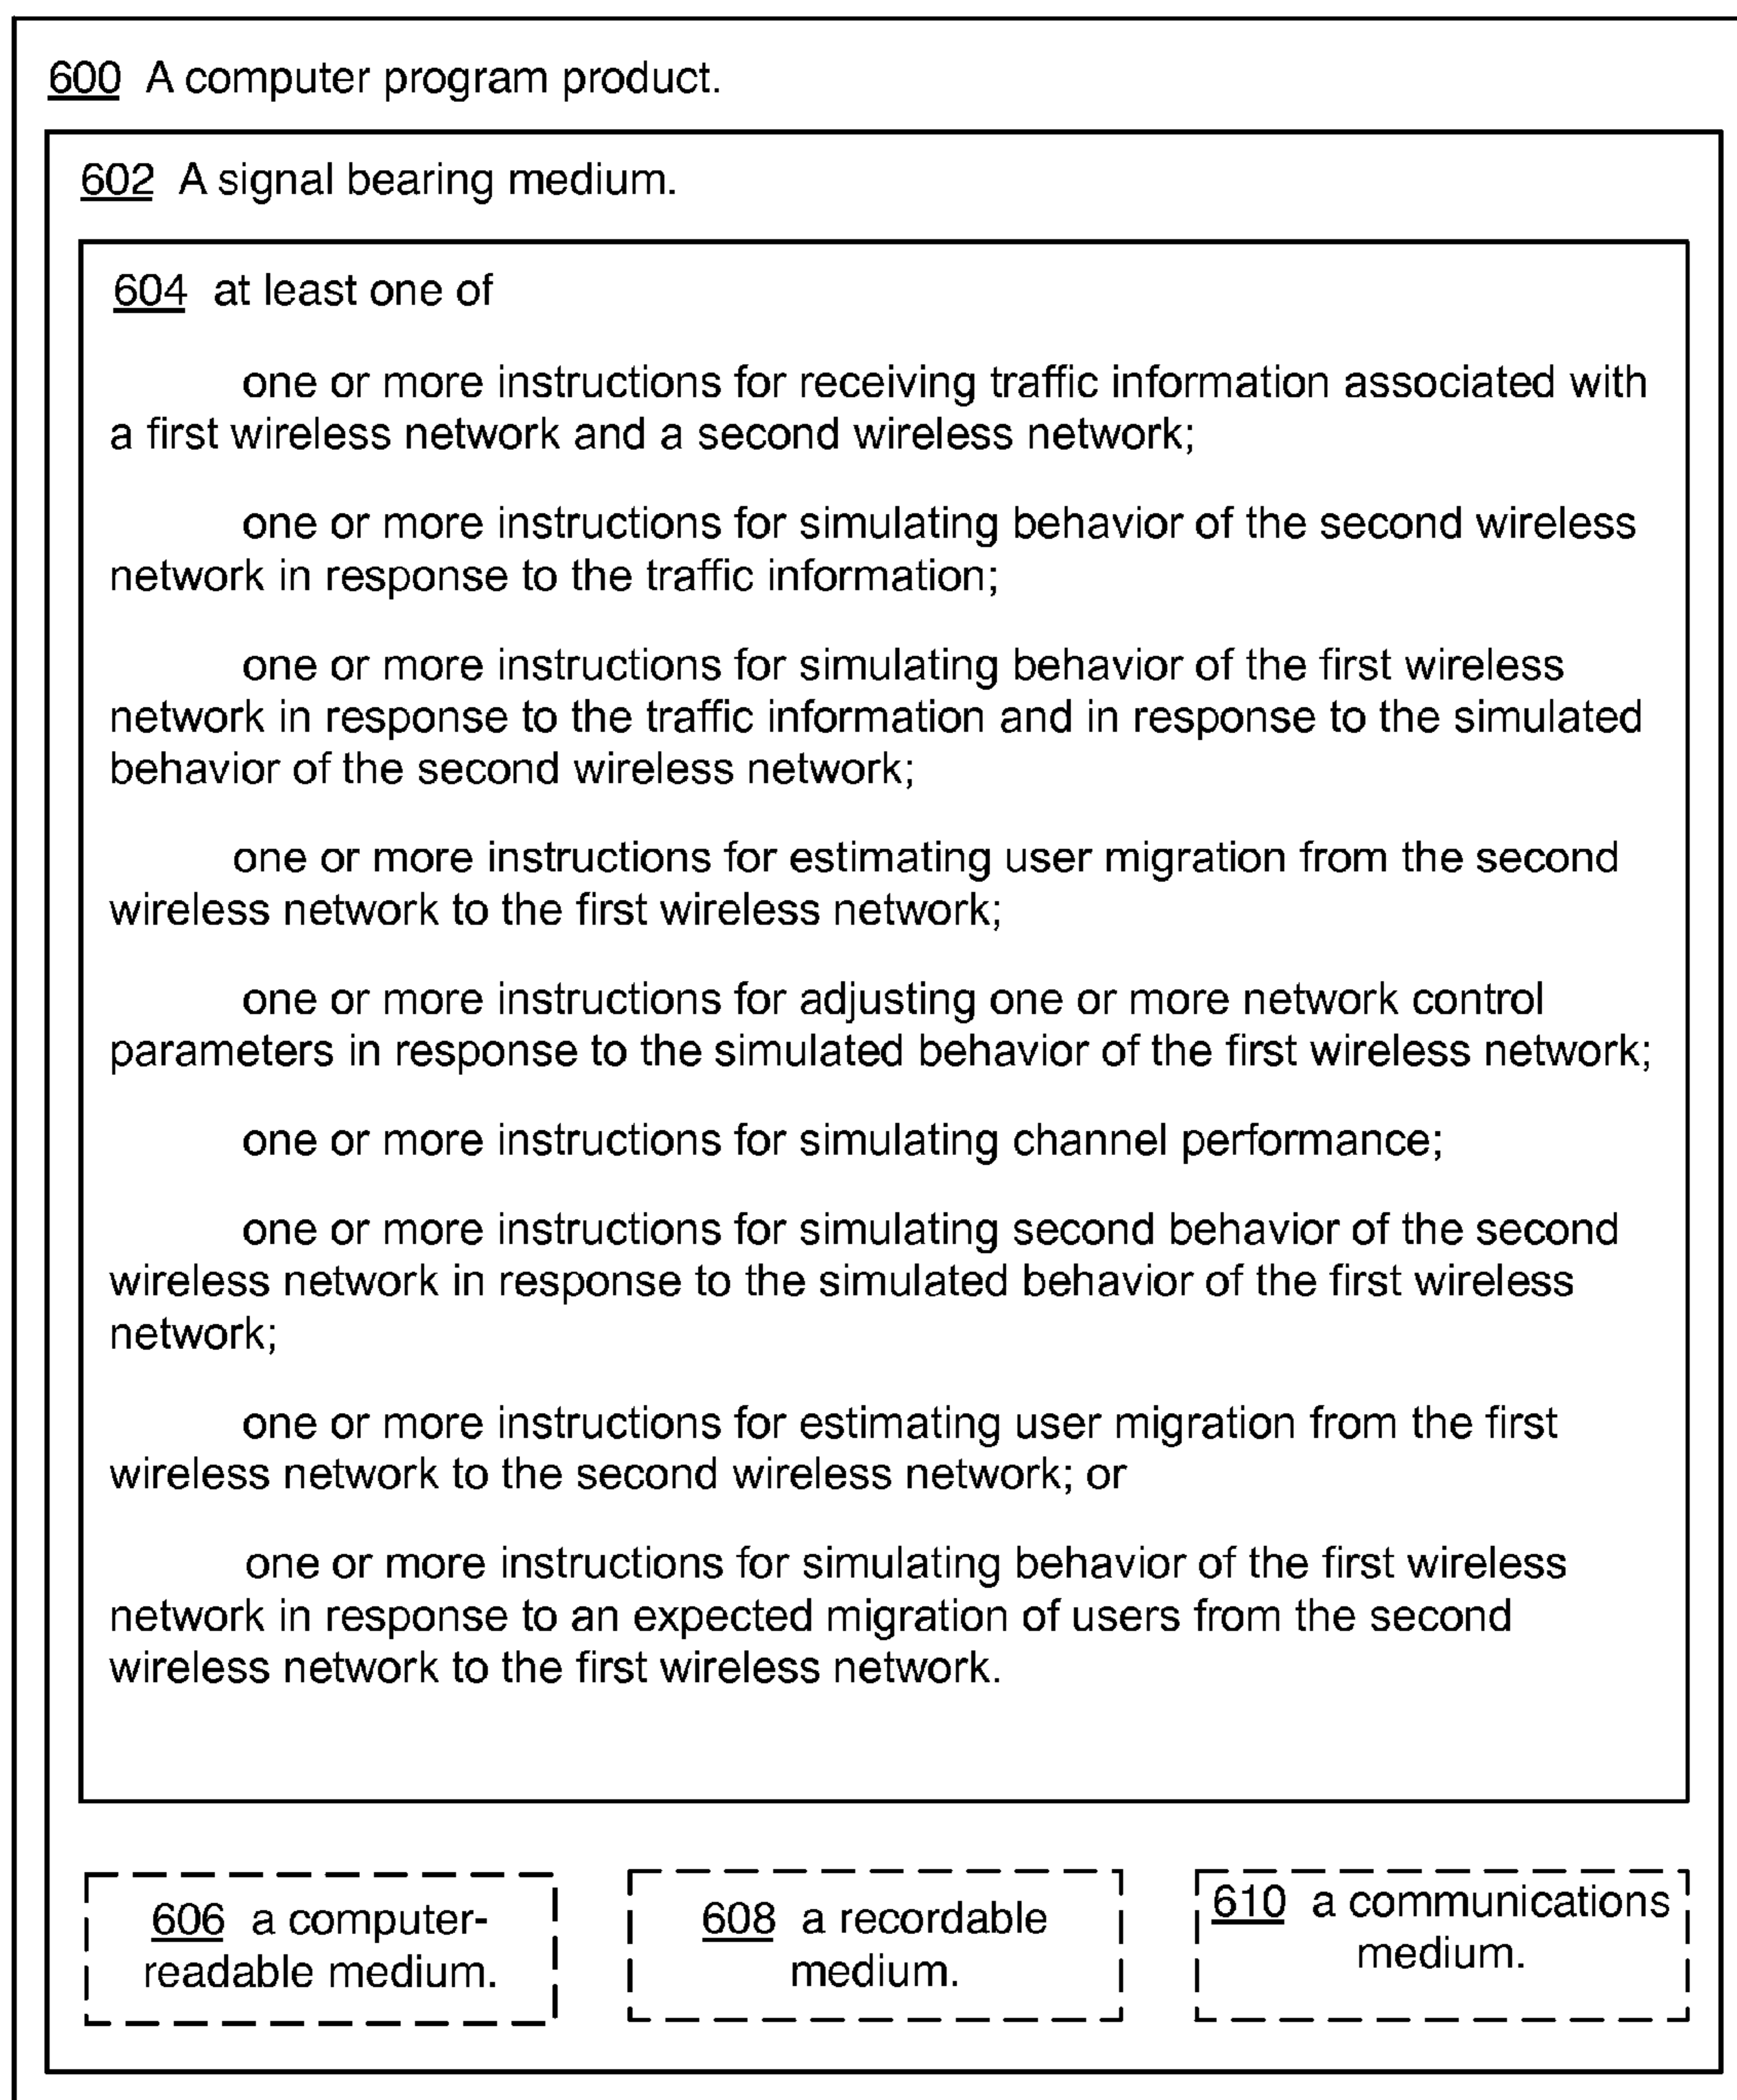 600 A computer program product.
602 A signal bearing medium.
604 at least one of
one or more instructions for receiving traffic information associated with
a first wireless network and a second wireless network;
one or more instructions for simulating behavior of the second wireless
network in response to the traffic information;
one or more instructions for simulating behavior of the first wireless
network in response to the traffic information and in response to the simulated
behavior of the second wireless network;
one or more instructions for estimating user migration from the second
wireless network to the first wireless network;
one or more instructions for adjusting one or more network control
parameters in response to the simulated behavior of the first wireless network;
one or more instructions for simulating channel performance;
one or more instructions for simulating second behavior of the second
wireless network in response to the simulated behavior of the first wireless
network;
one or more instructions for estimating user migration from the first
wireless network to the second wireless network; or
one or more instructions for simulating behavior of the first wireless
network in response to an expected migration of users from the second
wireless network to the first wireless network.
606 a computer-
readable medium.
608 a recordable
medium.
610 a communications
medium.